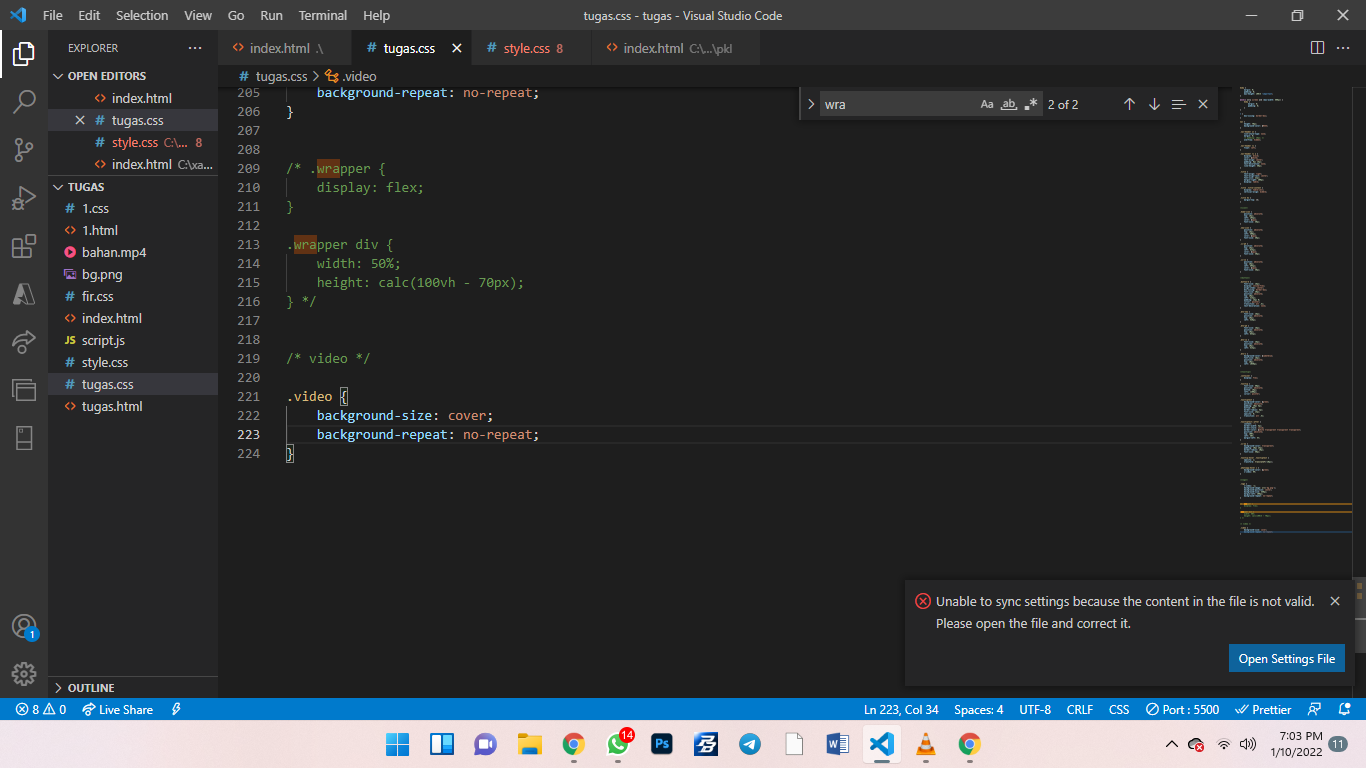 File Edit Selection View Go Run Terminal Help
tugas.css - tugas - Visual Studio Code
EXPLORER
index.html .\
tugas.css
style.css 8
index.html C:\...\pkl
OPEN EDITORS
index.html
tugas.css
style.css C:\... 8
index.html C:\xa...
TUGAS
1.css
1.html
bahan.mp4
bg.png
fir.css
index.html
JS script.js
style.css
tugas.css
tugas.html
OUTLINE
tugas.css > .video
wra
Aa ab .* 2 of 2
205 background-repeat: no-repeat;
206 }
207
208
209 /* .wrapper {
210 display: flex;
211 }
212
213 .wrapper div {
214 width: 50%;
215 height: calc(100vh - 70px);
216 } */
217
218
219 /* video */
220
221 .video {
222 background-size: cover;
223 background-repeat: no-repeat;
224 }
Unable to sync settings because the content in the file is not valid.
Please open the file and correct it.
Open Settings File
1
8 0 Live Share
Ln 223, Col 34 Spaces: 4 UTF-8 CRLF CSS Port : 5500 Prettier
14
Ps
7:03 PM
1/10/2022
11